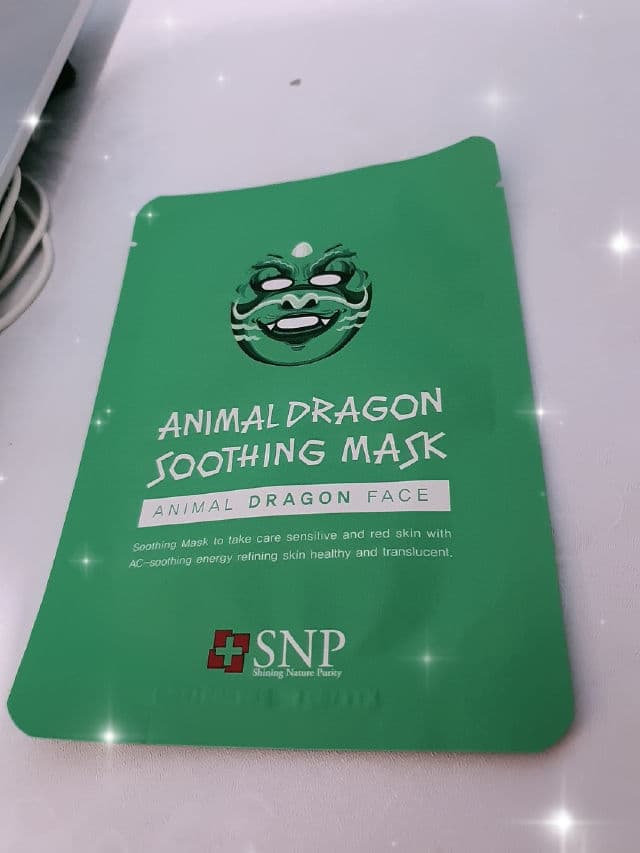 ANIMAL DRAGON
SOOTHING MASK
ANIMAL DRAGON FACE
Soothing Mask to take care sensitive and red skin with
AC-soothing energy refining skin healthy and translucent.
SNP
Shining Nature Purity